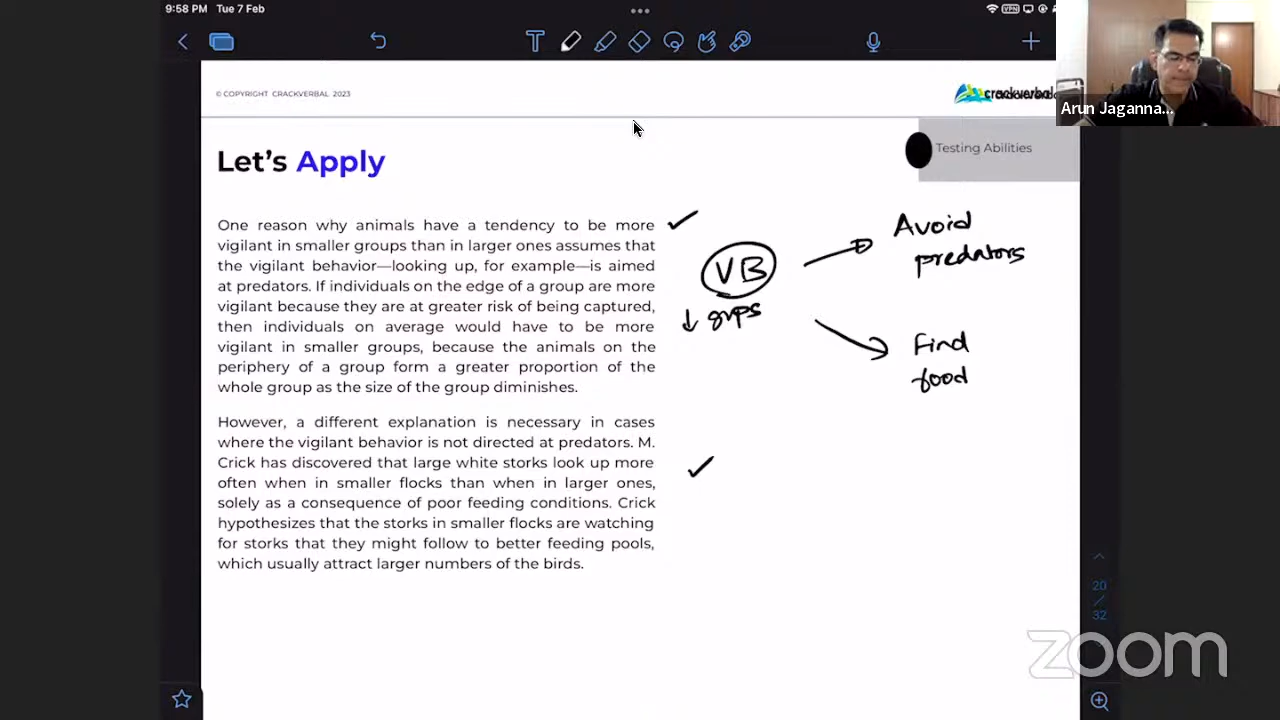 9:58 PM Tue 7 Feb
VPN
© COPYRIGHT CRACKVERBAL 2023
crackverbal
Arun Jaganna...
Testing Abilities
Let's Apply
One reason why animals have a tendency to be more
vigilant in smaller groups than in larger ones assumes that
the vigilant behavior—looking up, for example—is aimed
at predators. If individuals on the edge of a group are more
vigilant because they are at greater risk of being captured,
then individuals on average would have to be more
vigilant in smaller groups, because the animals on the
periphery of a group form a greater proportion of the
whole group as the size of the group diminishes.
However, a different explanation is necessary in cases
where the vigilant behavior is not directed at predators. M.
Crick has discovered that large white storks look up more
often when in smaller flocks than when in larger ones,
solely as a consequence of poor feeding conditions. Crick
hypothesizes that the storks in smaller flocks are watching
for storks that they might follow to better feeding pools,
which usually attract larger numbers of the birds.
VB
↓ grps
Avoid
predators
Find
food
20
/
32
zoom